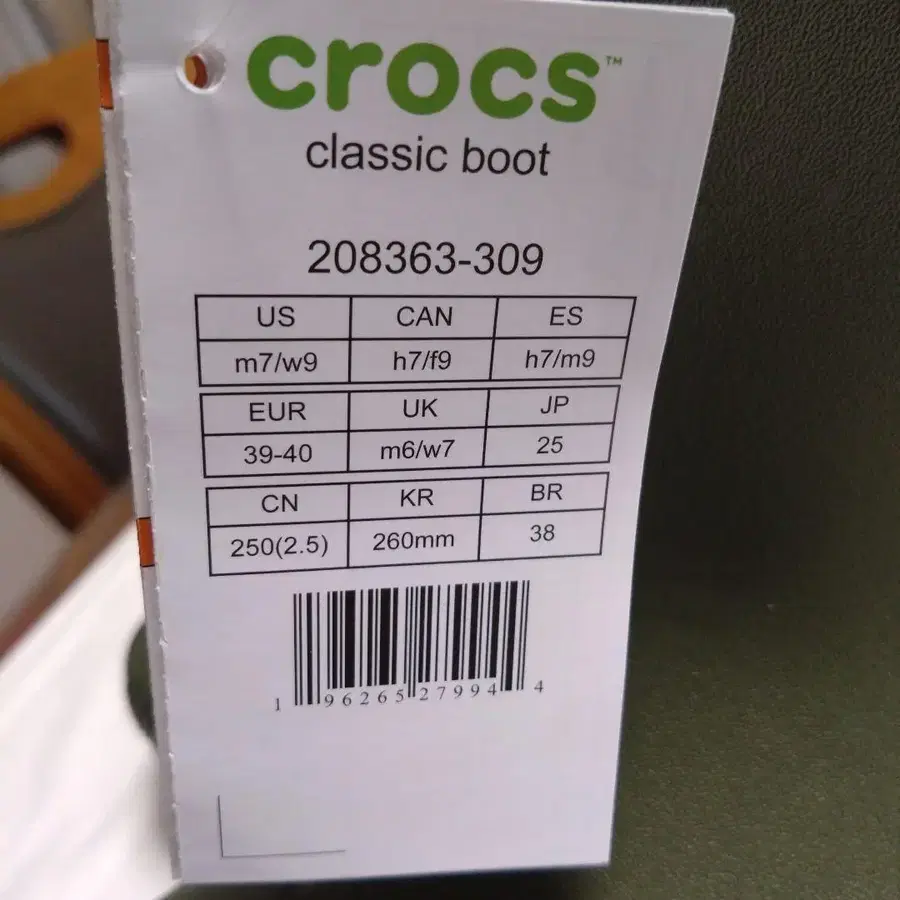 crocs™
classic boot
208363-309
US CAN ES
m7/w9 h7/f9 h7/m9
EUR UK JP
39-40 m6/w7 25
CN KR BR
250(2.5) 260mm 38
1 96265 27994 4